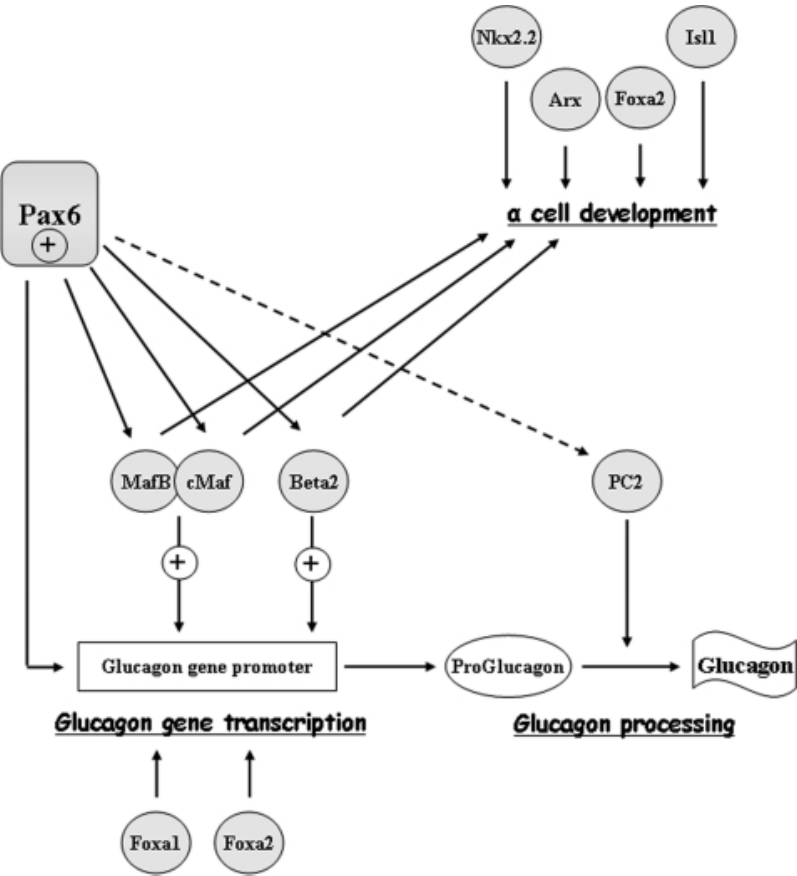 Nkx2.2
Isl1
Arx
Foxa2
Pax6
+
α cell development
MafB
cMaf
Beta2
PC2
+
+
Glucagon gene promoter
ProGlucagon
Glucagon
Glucagon gene transcription
Glucagon processing
Foxa1
Foxa2